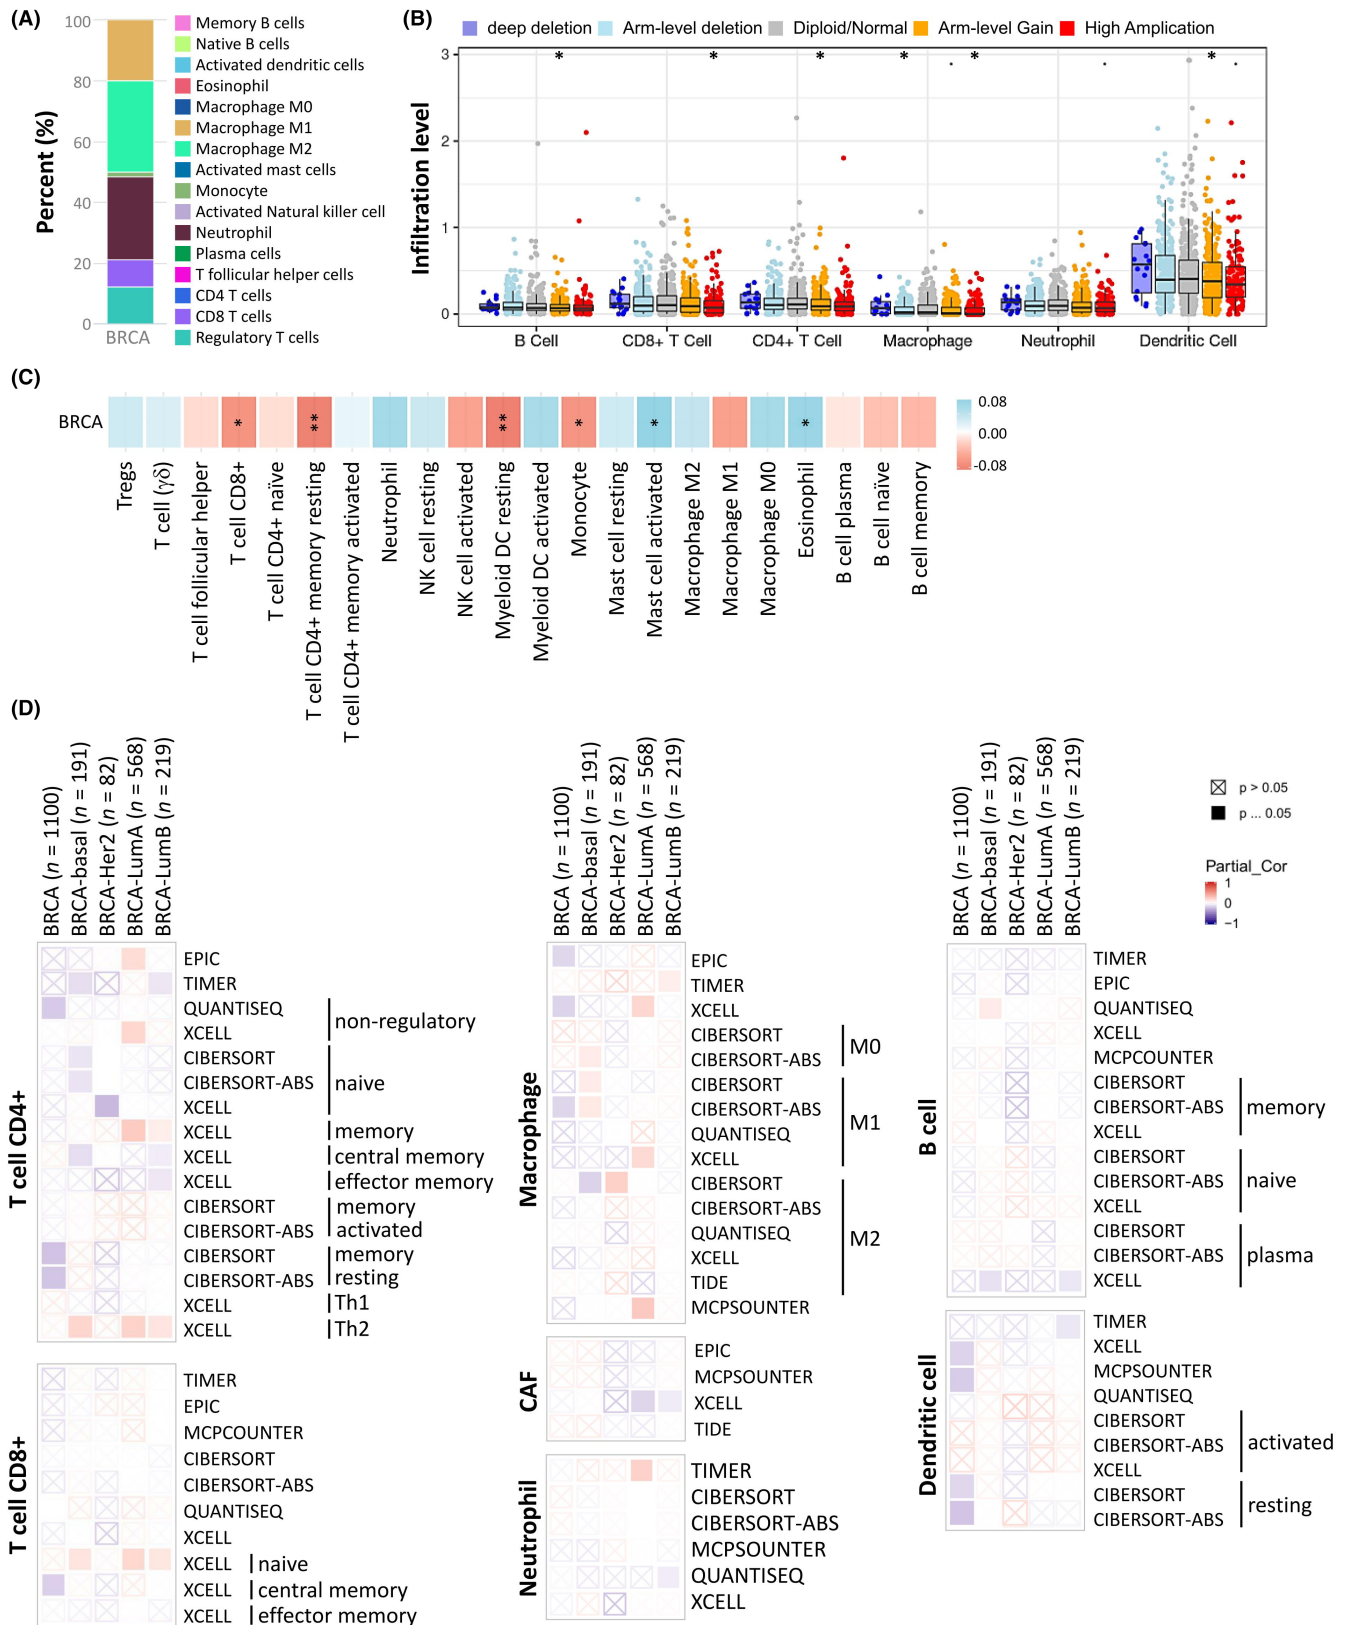 (A)
Percent (%)
100
80
60
40
20
0
BRCA
Memory B cells
Native B cells
Activated dendritic cells
Eosinophil
Macrophage M0
Macrophage M1
Macrophage M2
Activated mast cells
Monocyte
Activated Natural killer cell
Neutrophil
Plasma cells
T follicular helper cells
CD4 T cells
CD8 T cells
Regulatory T cells
(B)
deep deletion Arm-level deletion Diploid/Normal Arm-level Gain High Amplication
Infiltration level
3
2
1
0
* * * * · * · * ·
B Cell CD8+ T Cell CD4+ T Cell Macrophage Neutrophil Dendritic Cell
(C)
BRCA
* ** ** * * *
0.08
0.00
-0.08
Tregs
T cell (γδ)
T cell follicular helper
T cell CD8+
T cell CD4+ naïve
T cell CD4+ memory resting
T cell CD4+ memory activated
Neutrophil
NK cell resting
NK cell activated
Myeloid DC resting
Myeloid DC activated
Monocyte
Mast cell resting
Mast cell activated
Macrophage M2
Macrophage M1
Macrophage M0
Eosinophil
B cell plasma
B cell naïve
B cell memory
(D)
BRCA (n = 1100)
BRCA-basal (n = 191)
BRCA-Her2 (n = 82)
BRCA-LumA (n = 568)
BRCA-LumB (n = 219)
T cell CD4+
EPIC
TIMER
QUANTISEQ
XCELL
non-regulatory
CIBERSORT
CIBERSORT-ABS
XCELL
naive
XCELL
memory
XCELL
central memory
XCELL
effector memory
CIBERSORT
CIBERSORT-ABS
memory
activated
CIBERSORT
CIBERSORT-ABS
memory
resting
XCELL
Th1
XCELL
Th2
T cell CD8+
TIMER
EPIC
MCPCOUNTER
CIBERSORT
CIBERSORT-ABS
QUANTISEQ
XCELL
XCELL
naive
XCELL
central memory
XCELL
effector memory
BRCA (n = 1100)
BRCA-basal (n = 191)
BRCA-Her2 (n = 82)
BRCA-LumA (n = 568)
BRCA-LumB (n = 219)
Macrophage
EPIC
TIMER
XCELL
CIBERSORT
CIBERSORT-ABS
M0
CIBERSORT
CIBERSORT-ABS
QUANTISEQ
XCELL
M1
CIBERSORT
CIBERSORT-ABS
QUANTISEQ
XCELL
TIDE
M2
MCPSOUNTER
CAF
EPIC
MCPSOUNTER
XCELL
TIDE
Neutrophil
TIMER
CIBERSORT
CIBERSORT-ABS
MCPSOUNTER
QUANTISEQ
XCELL
BRCA (n = 1100)
BRCA-basal (n = 191)
BRCA-Her2 (n = 82)
BRCA-LumA (n = 568)
BRCA-LumB (n = 219)
B cell
TIMER
EPIC
QUANTISEQ
XCELL
MCPCOUNTER
CIBERSORT
CIBERSORT-ABS
XCELL
memory
CIBERSORT
CIBERSORT-ABS
XCELL
naive
CIBERSORT
CIBERSORT-ABS
XCELL
plasma
Dendritic cell
TIMER
XCELL
MCPSOUNTER
QUANTISEQ
CIBERSORT
CIBERSORT-ABS
XCELL
activated
CIBERSORT
CIBERSORT-ABS
resting
p > 0.05
p ... 0.05
Partial_Cor
1
0
−1